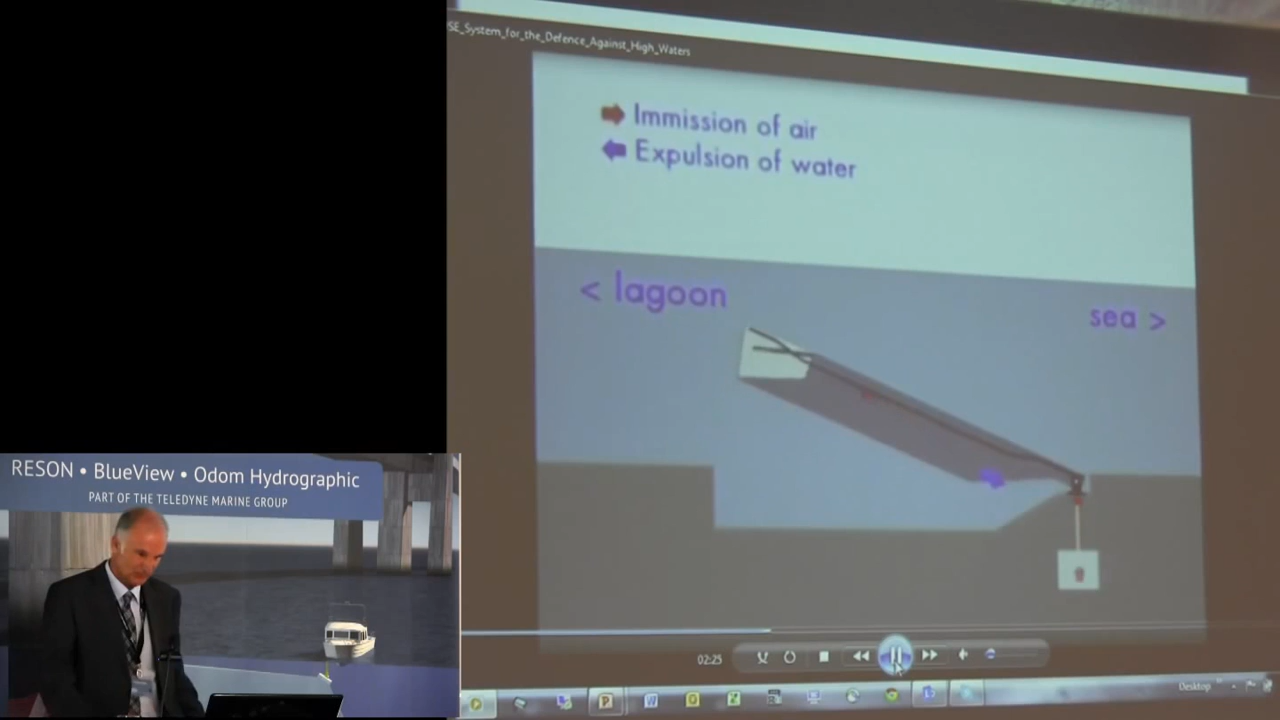 SE_System_for_the_Defence_Against_High_Waters
Immission of air
Expulsion of water
< lagoon
sea >
02:25
Desktop
RESON • BlueView • Odom Hydrographic
PART OF THE TELEDYNE MARINE GROUP